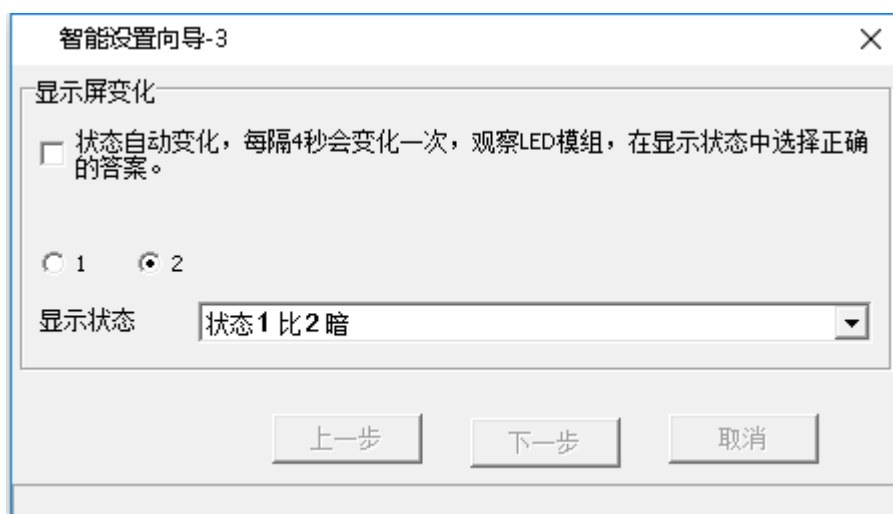 智能设置向导-3
显示屏变化
状态自动变化，每隔4秒会变化一次，观察LED模组，在显示状态中选择正确
的答案。
1 2
显示状态 状态1 比2 暗
上一步 下一步 取消